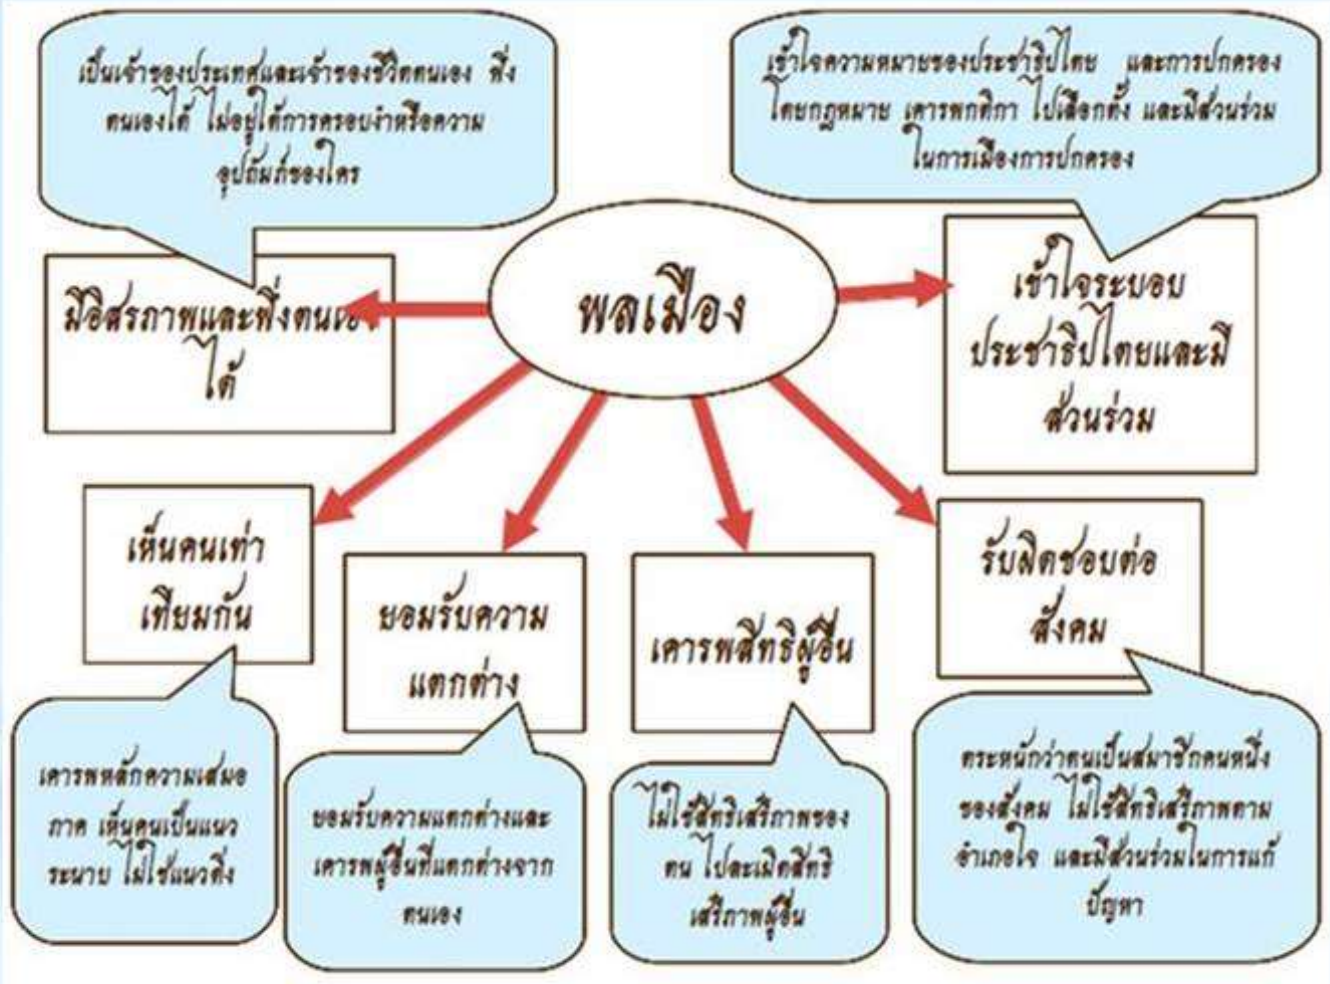 เป็นเจ้าของประเทศและเจ้าของชีวิตตนเอง พึ่ง
ตนเองได้ ไม่อยู่ใต้การครอบงำหรือความ
อุปถัมภ์ของใคร
เข้าใจความหมายของประชาธิปไตย และการปกครอง
โดยกฎหมาย เคารพกติกา ไปเลือกตั้ง และมีส่วนร่วม
ในการเมืองการปกครอง
พลเมือง
มีอิสรภาพและพึ่งตนเอง
ได้
เข้าใจระบอบ
ประชาธิปไตยและมี
ส่วนร่วม
เห็นคนเท่า
เทียมกัน
ยอมรับความ
แตกต่าง
เคารพสิทธิผู้อื่น
รับผิดชอบต่อ
สังคม
เคารพหลักความเสมอ
ภาค เห็นคนเป็นแนว
ระนาบ ไม่ใช่แนวดิ่ง
ยอมรับความแตกต่างและ
เคารพผู้อื่นที่แตกต่างจาก
ตนเอง
ไม่ใช้สิทธิเสรีภาพของ
ตน ไปละเมิดสิทธิ
เสรีภาพผู้อื่น
ตระหนักว่าตนเป็นสมาชิกคนหนึ่ง
ของสังคม ไม่ใช้สิทธิเสรีภาพตาม
อำเภอใจ และมีส่วนร่วมในการแก้
ปัญหา